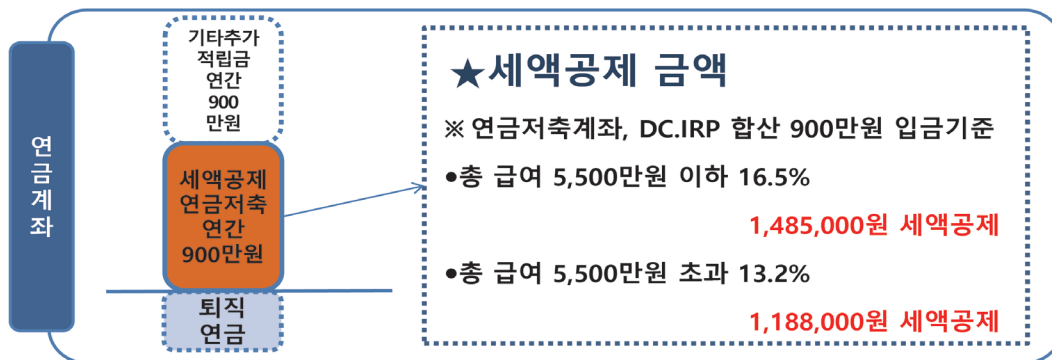 연금계좌
기타추가
적립금
연간
900
만원
세액공제
연금저축
연간
900만원
퇴직
연금
★세액공제 금액
※ 연금저축계좌, DC.IRP 합산 900만원 입금기준
•총 급여 5,500만원 이하 16.5%
1,485,000원 세액공제
•총 급여 5,500만원 초과 13.2%
1,188,000원 세액공제